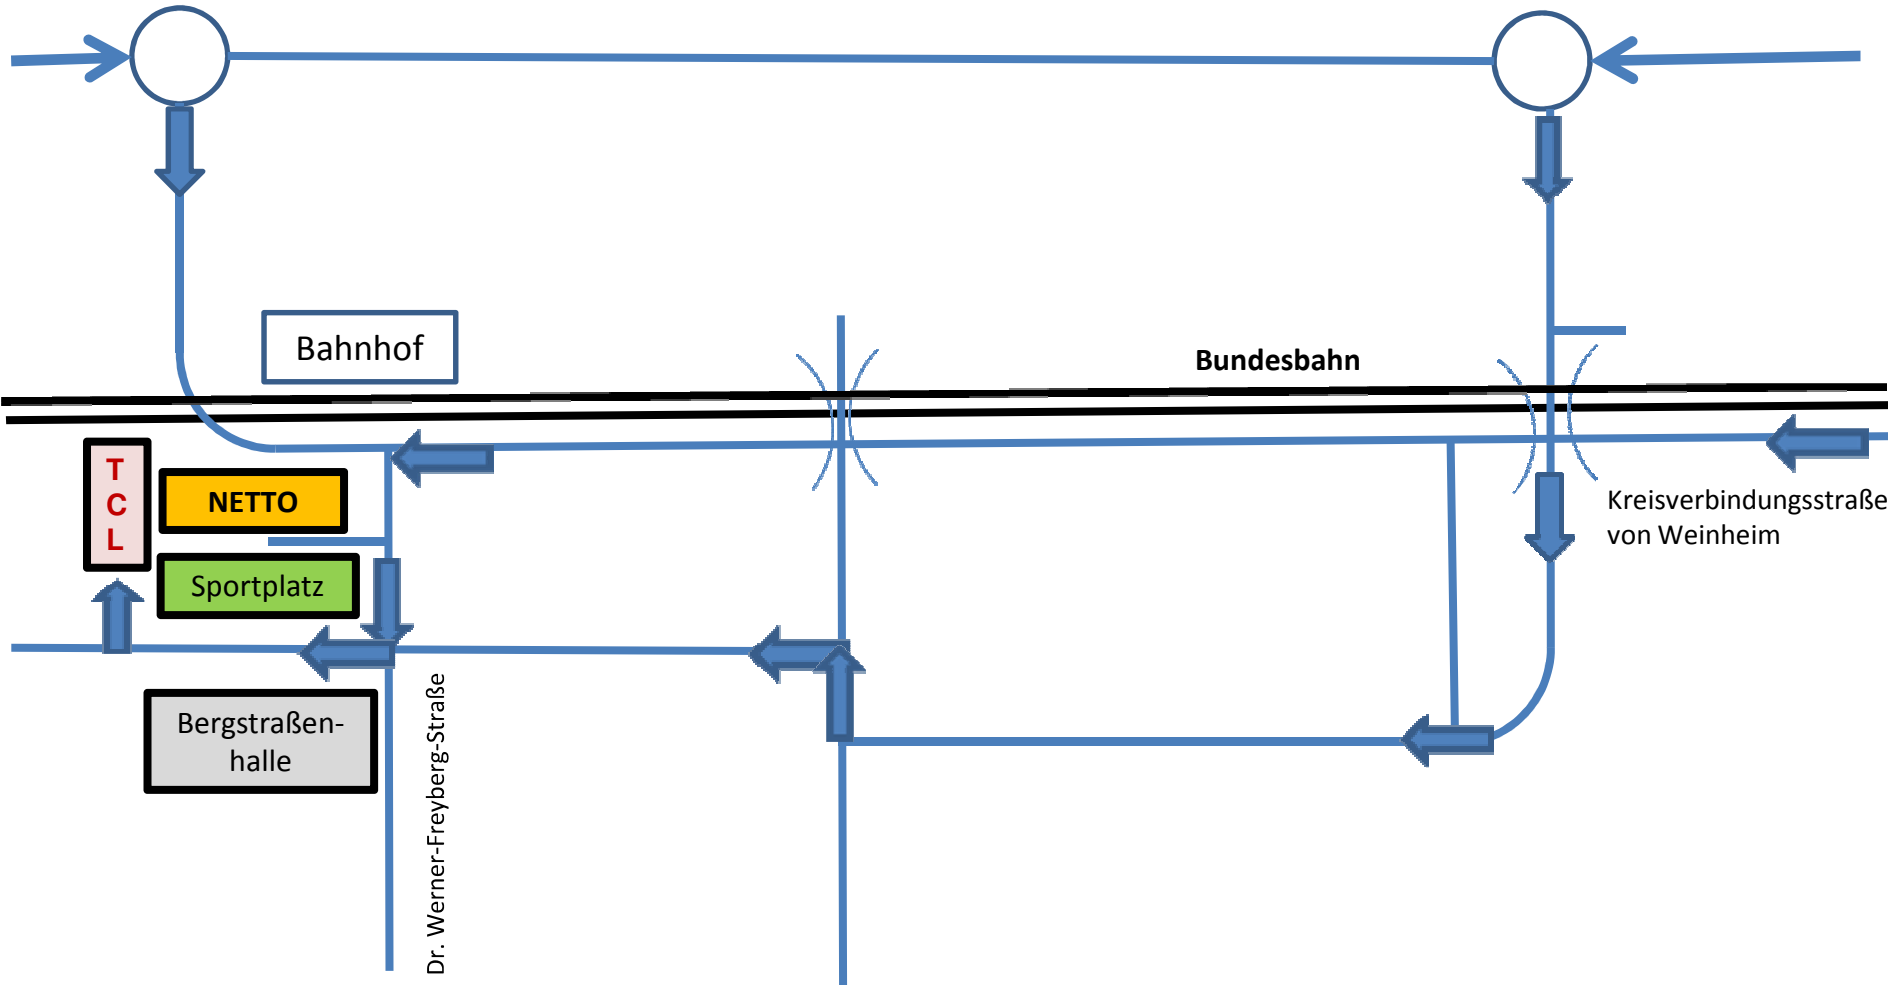 Bahnhof
Bundesbahn
T
C
L
NETTO
Kreisverbindungsstraße
von Weinheim
Sportplatz
Bergstraßen-
halle
Dr. Werner-Freyberg-Straße